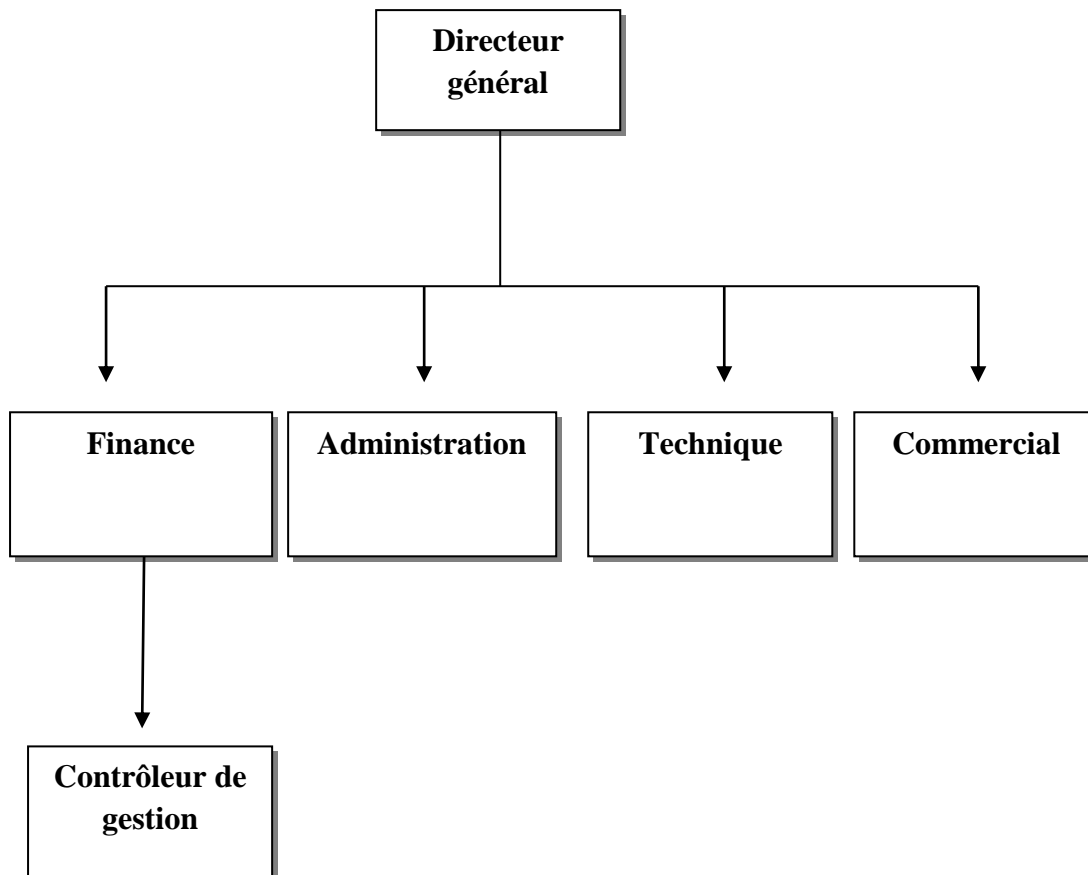 Directeur
général
Finance
Administration
Technique
Commercial
Contrôleur de
gestion